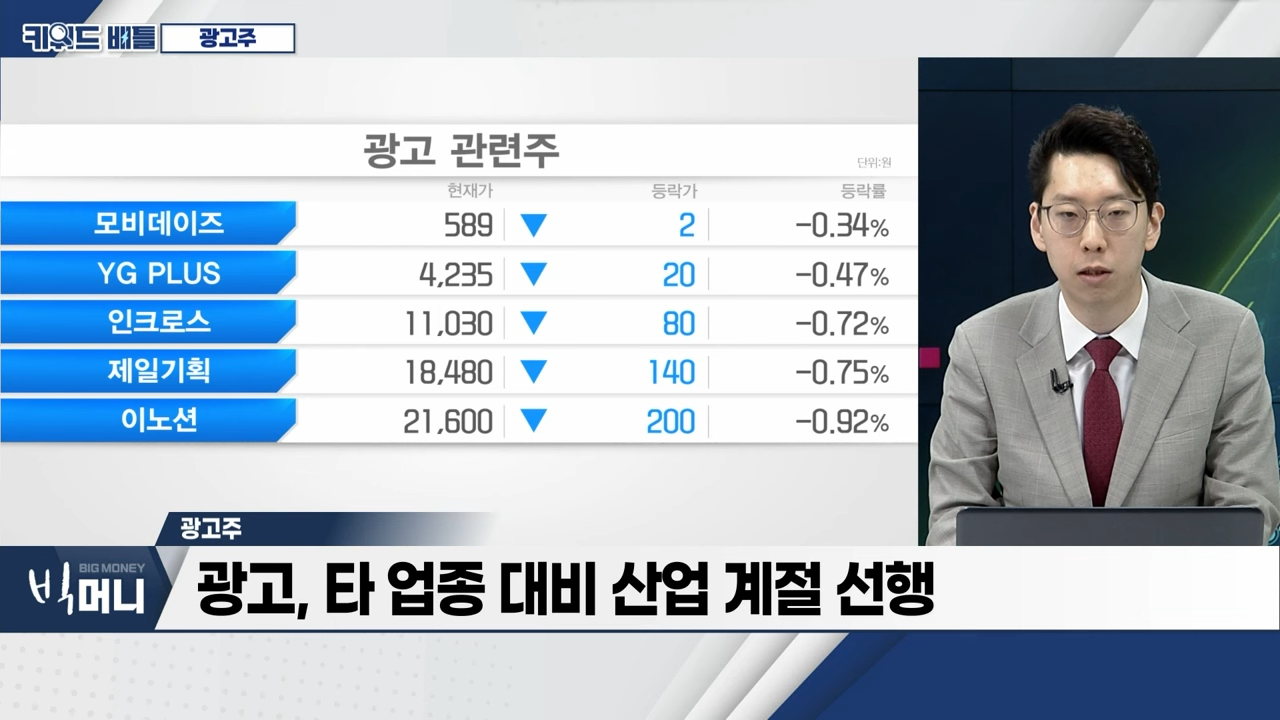 키워드 배틀 광고주
광고 관련주
단위:원
현재가 등락가 등락률
모비데이즈 589 ▼ 2 -0.34%
YG PLUS 4,235 ▼ 20 -0.47%
인크로스 11,030 ▼ 80 -0.72%
제일기획 18,480 ▼ 140 -0.75%
이노션 21,600 ▼ 200 -0.92%
광고주
BIG MONEY
빅머니
광고, 타 업종 대비 산업 계절 선행